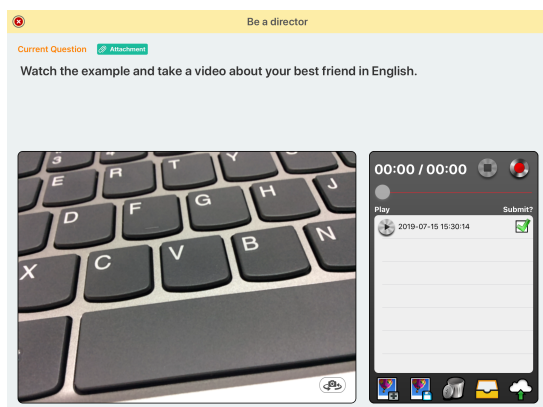 Be a director
Current Question Attachment
Watch the example and take a video about your best friend in English.
3
E R T Y
D F G H J
X C V B N
00:00 / 00:00
Play Submit?
2019-07-15 15:30:14